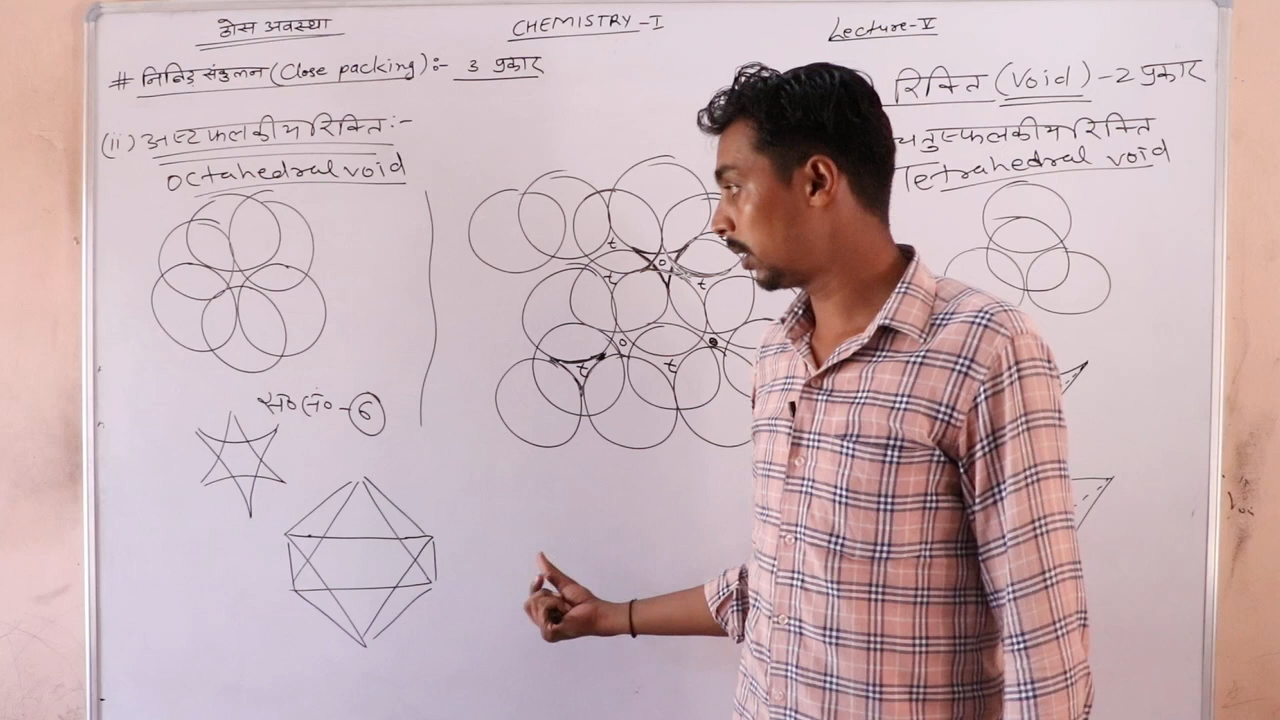 ठोस अवस्था
CHEMISTRY-I
Lecture-V
# निबिड़ संकुलन (Close packing):- 3 प्रकार
रिक्ति (Void) - 2 प्रकार
(ii) अष्टफलकीय रिक्ति:-
Octahedral void
चतुष्फलकीय रिक्ति
Tetrahedral void
t
o
t
t
o
t
t
स० सं० - 6